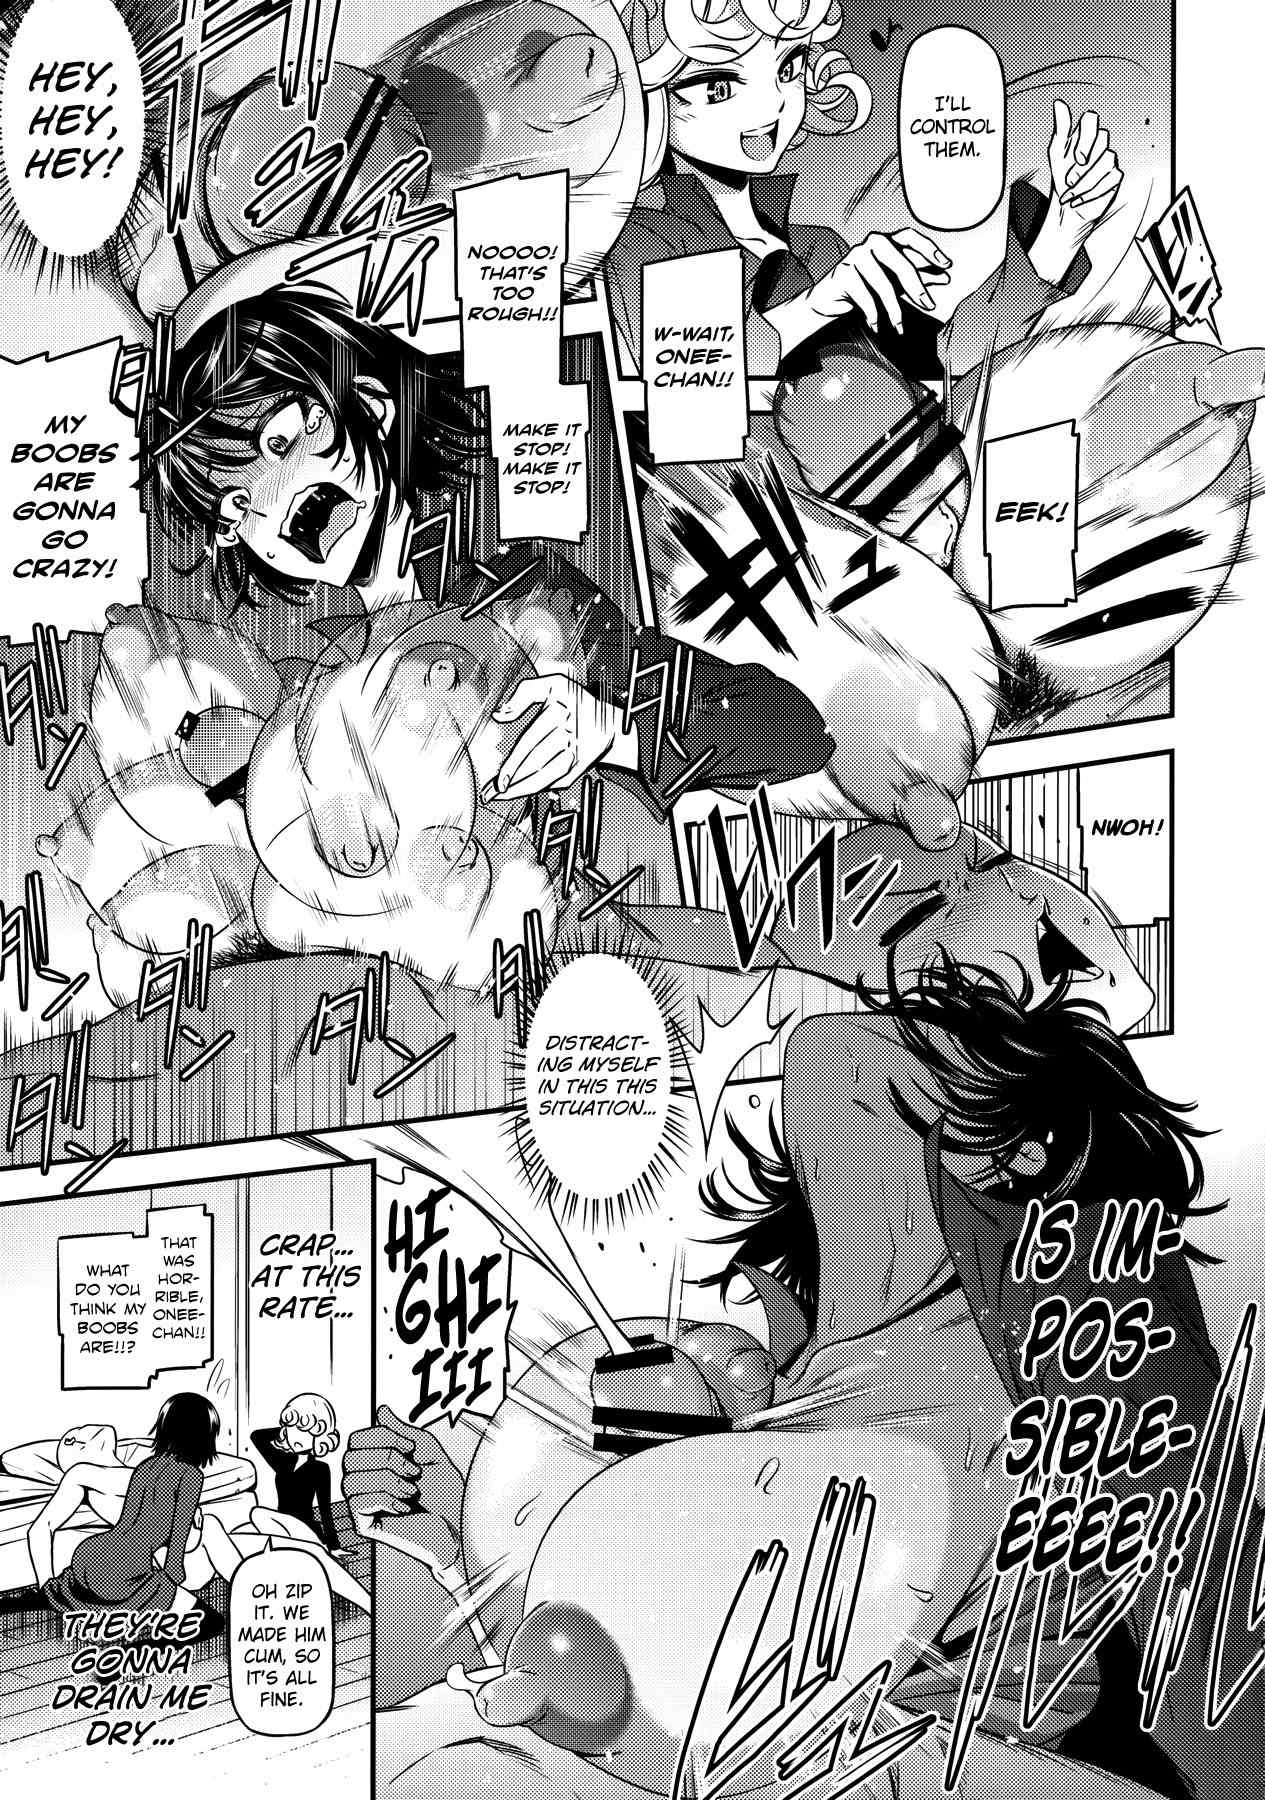 I'LL
CONTROL
THEM.
W-WAIT,
ONEE-
CHAN!!
EEK!
ギュ
HEY,
HEY,
HEY!
NOOOO!
THAT'S
TOO
ROUGH!!
MAKE IT
STOP!
MAKE IT
STOP!
MY
BOOBS
ARE
GONNA
GO
CRAZY!
NWOH!
DISTRACT-
ING MYSELF
IN THIS THIS
SITUATION...
IS IM-
POS-
SIBLE-
EEEE!!
HI
GHI
III
CRAP...
AT THIS
RATE...
THAT
WAS
HOR-
RIBLE,
ONEE-
CHAN!!
WHAT
DO YOU
THINK MY
BOOBS
ARE!!?
OH ZIP
IT. WE
MADE HIM
CUM, SO
IT'S ALL
FINE.
THEY'RE
GONNA
DRAIN ME
DRY...